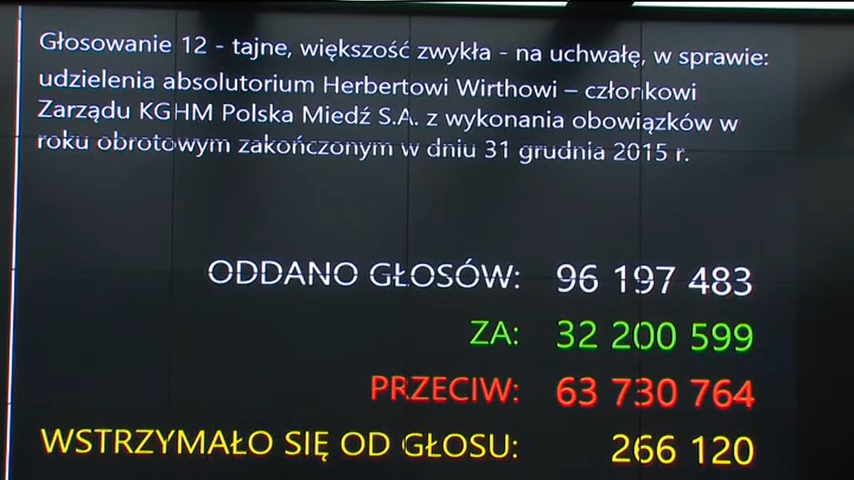 Głosowanie 12 - tajne, większość zwykła - na uchwałę, w sprawie:
udzielenia absolutorium Herbertowi Wirthowi – członkowi
Zarządu KGHM Polska Miedź S.A. z wykonania obowiązków w
roku obrotowym zakończonym w dniu 31 grudnia 2015 r.
ODDANO GŁOSÓW: 96 197 483
ZA: 32 200 599
PRZECIW: 63 730 764
WSTRZYMAŁO SIĘ OD GŁOSU: 266 120